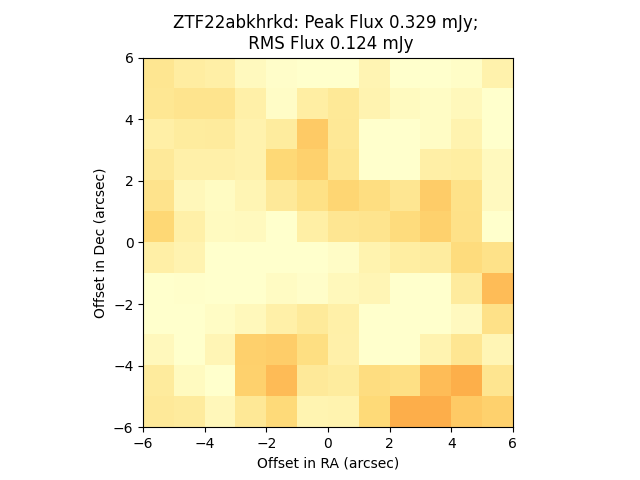 ZTF22abkhrkd: Peak Flux 0.329 mJy;
RMS Flux 0.124 mJy
6
4
2
0
−2
−4
−6
Offset in Dec (arcsec)
−6 −4 −2 0 2 4 6
Offset in RA (arcsec)